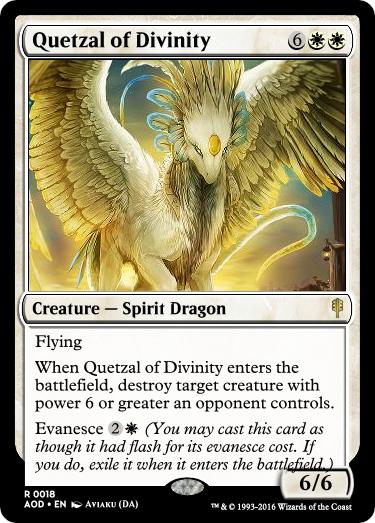 Quetzal of Divinity 6
Creature — Spirit Dragon
Flying
When Quetzal of Divinity enters the
battlefield, destroy target creature with
power 6 or greater an opponent controls.
Evanesce 2 (You may cast this card as
though it had flash for its evanesce cost. If
you do, exile it when it enters the battlefield.)
6/6
R 0018
AOD • EN Aviaku (DA)
™ & © 1993-2016 Wizards of the Coast